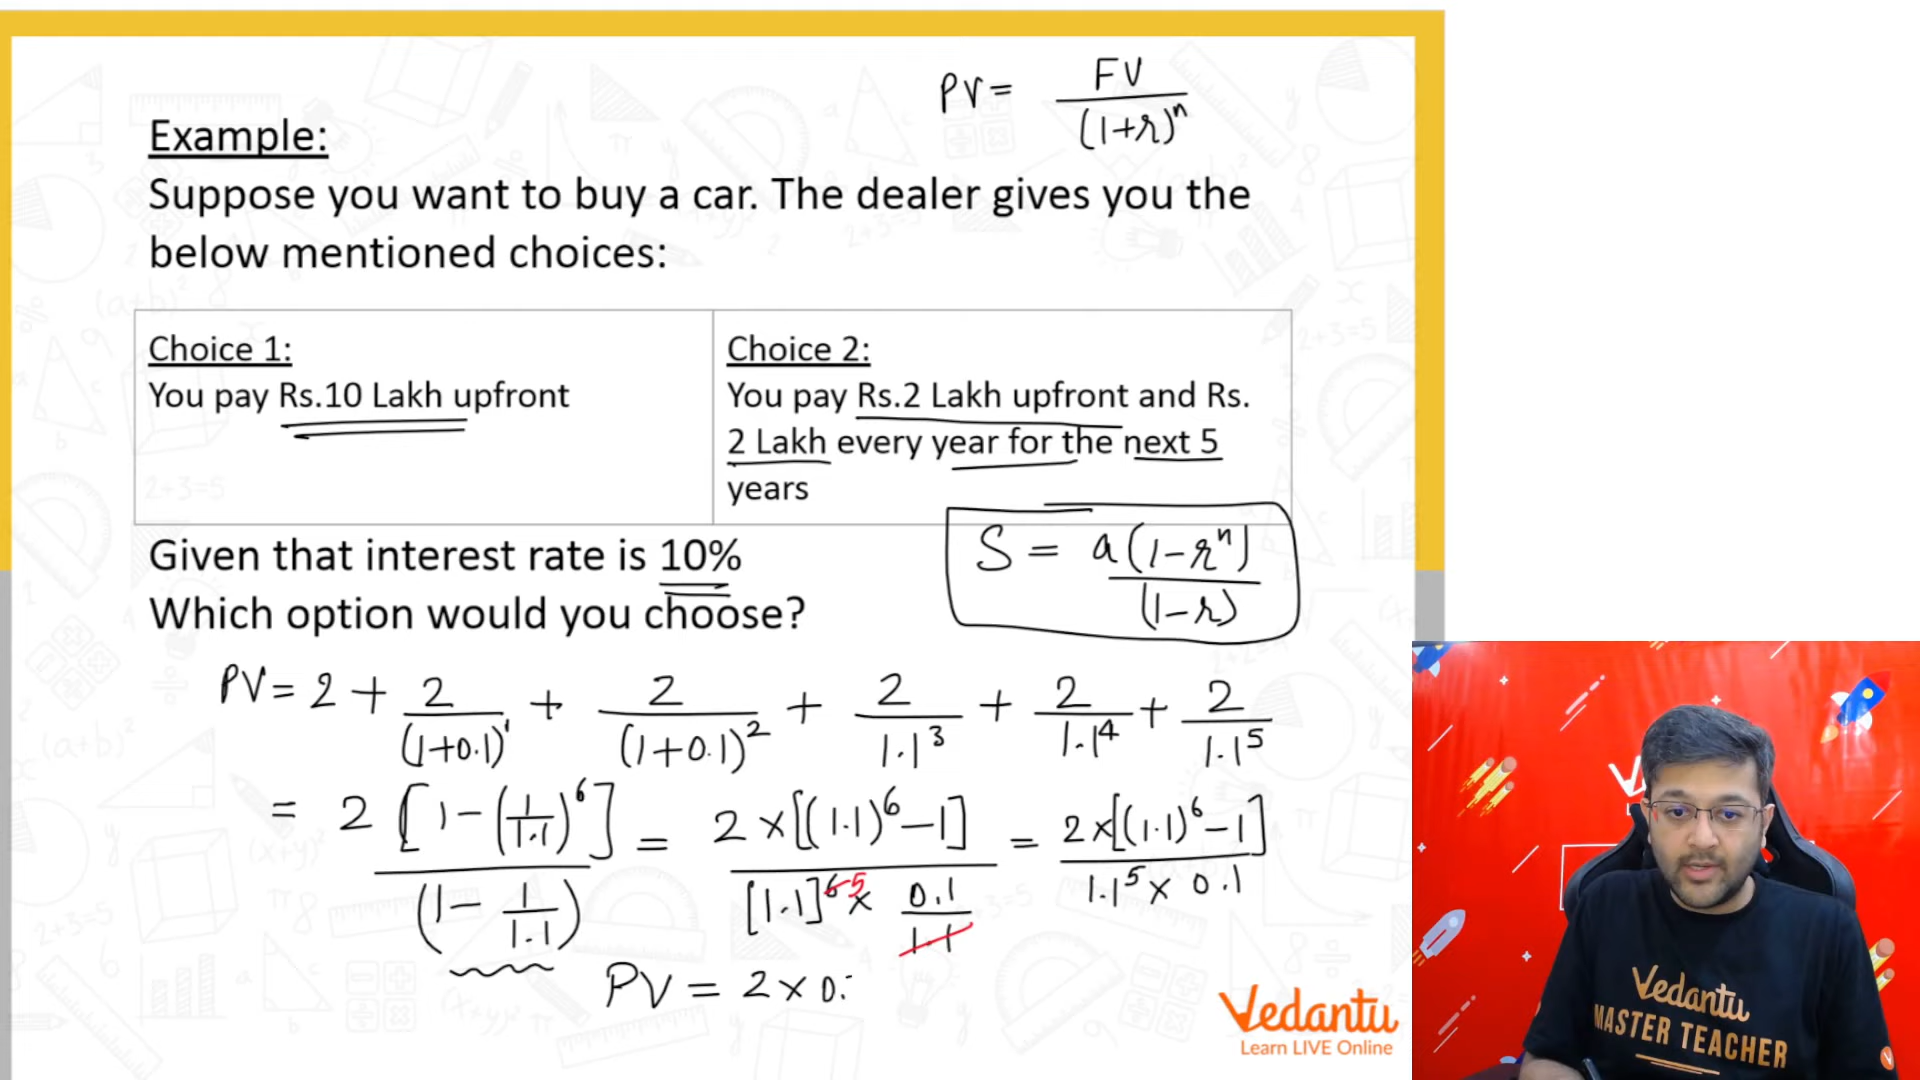 PV = FV / (1+r)^n
Example:
Suppose you want to buy a car. The dealer gives you the
below mentioned choices:
Choice 1:
You pay Rs.10 Lakh upfront
Choice 2:
You pay Rs.2 Lakh upfront and Rs.
2 Lakh every year for the next 5
years
S = a(1-r^n) / (1-r)
Given that interest rate is 10%
Which option would you choose?
PV = 2 + 2/(1+0.1)^1 + 2/(1+0.1)^2 + 2/1.1^3 + 2/1.1^4 + 2/1.1^5
= 2[1-(1/1.1)^6] / (1-1/1.1) = 2×[(1.1)^6-1] / [1.1]^6 5 × 0.1/1.1 = 2×[(1.1)^6-1] / 1.1^5 × 0.1
PV = 2 × 0.
Vedantu
Learn LIVE Online
Vedantu
MASTER TEACHER